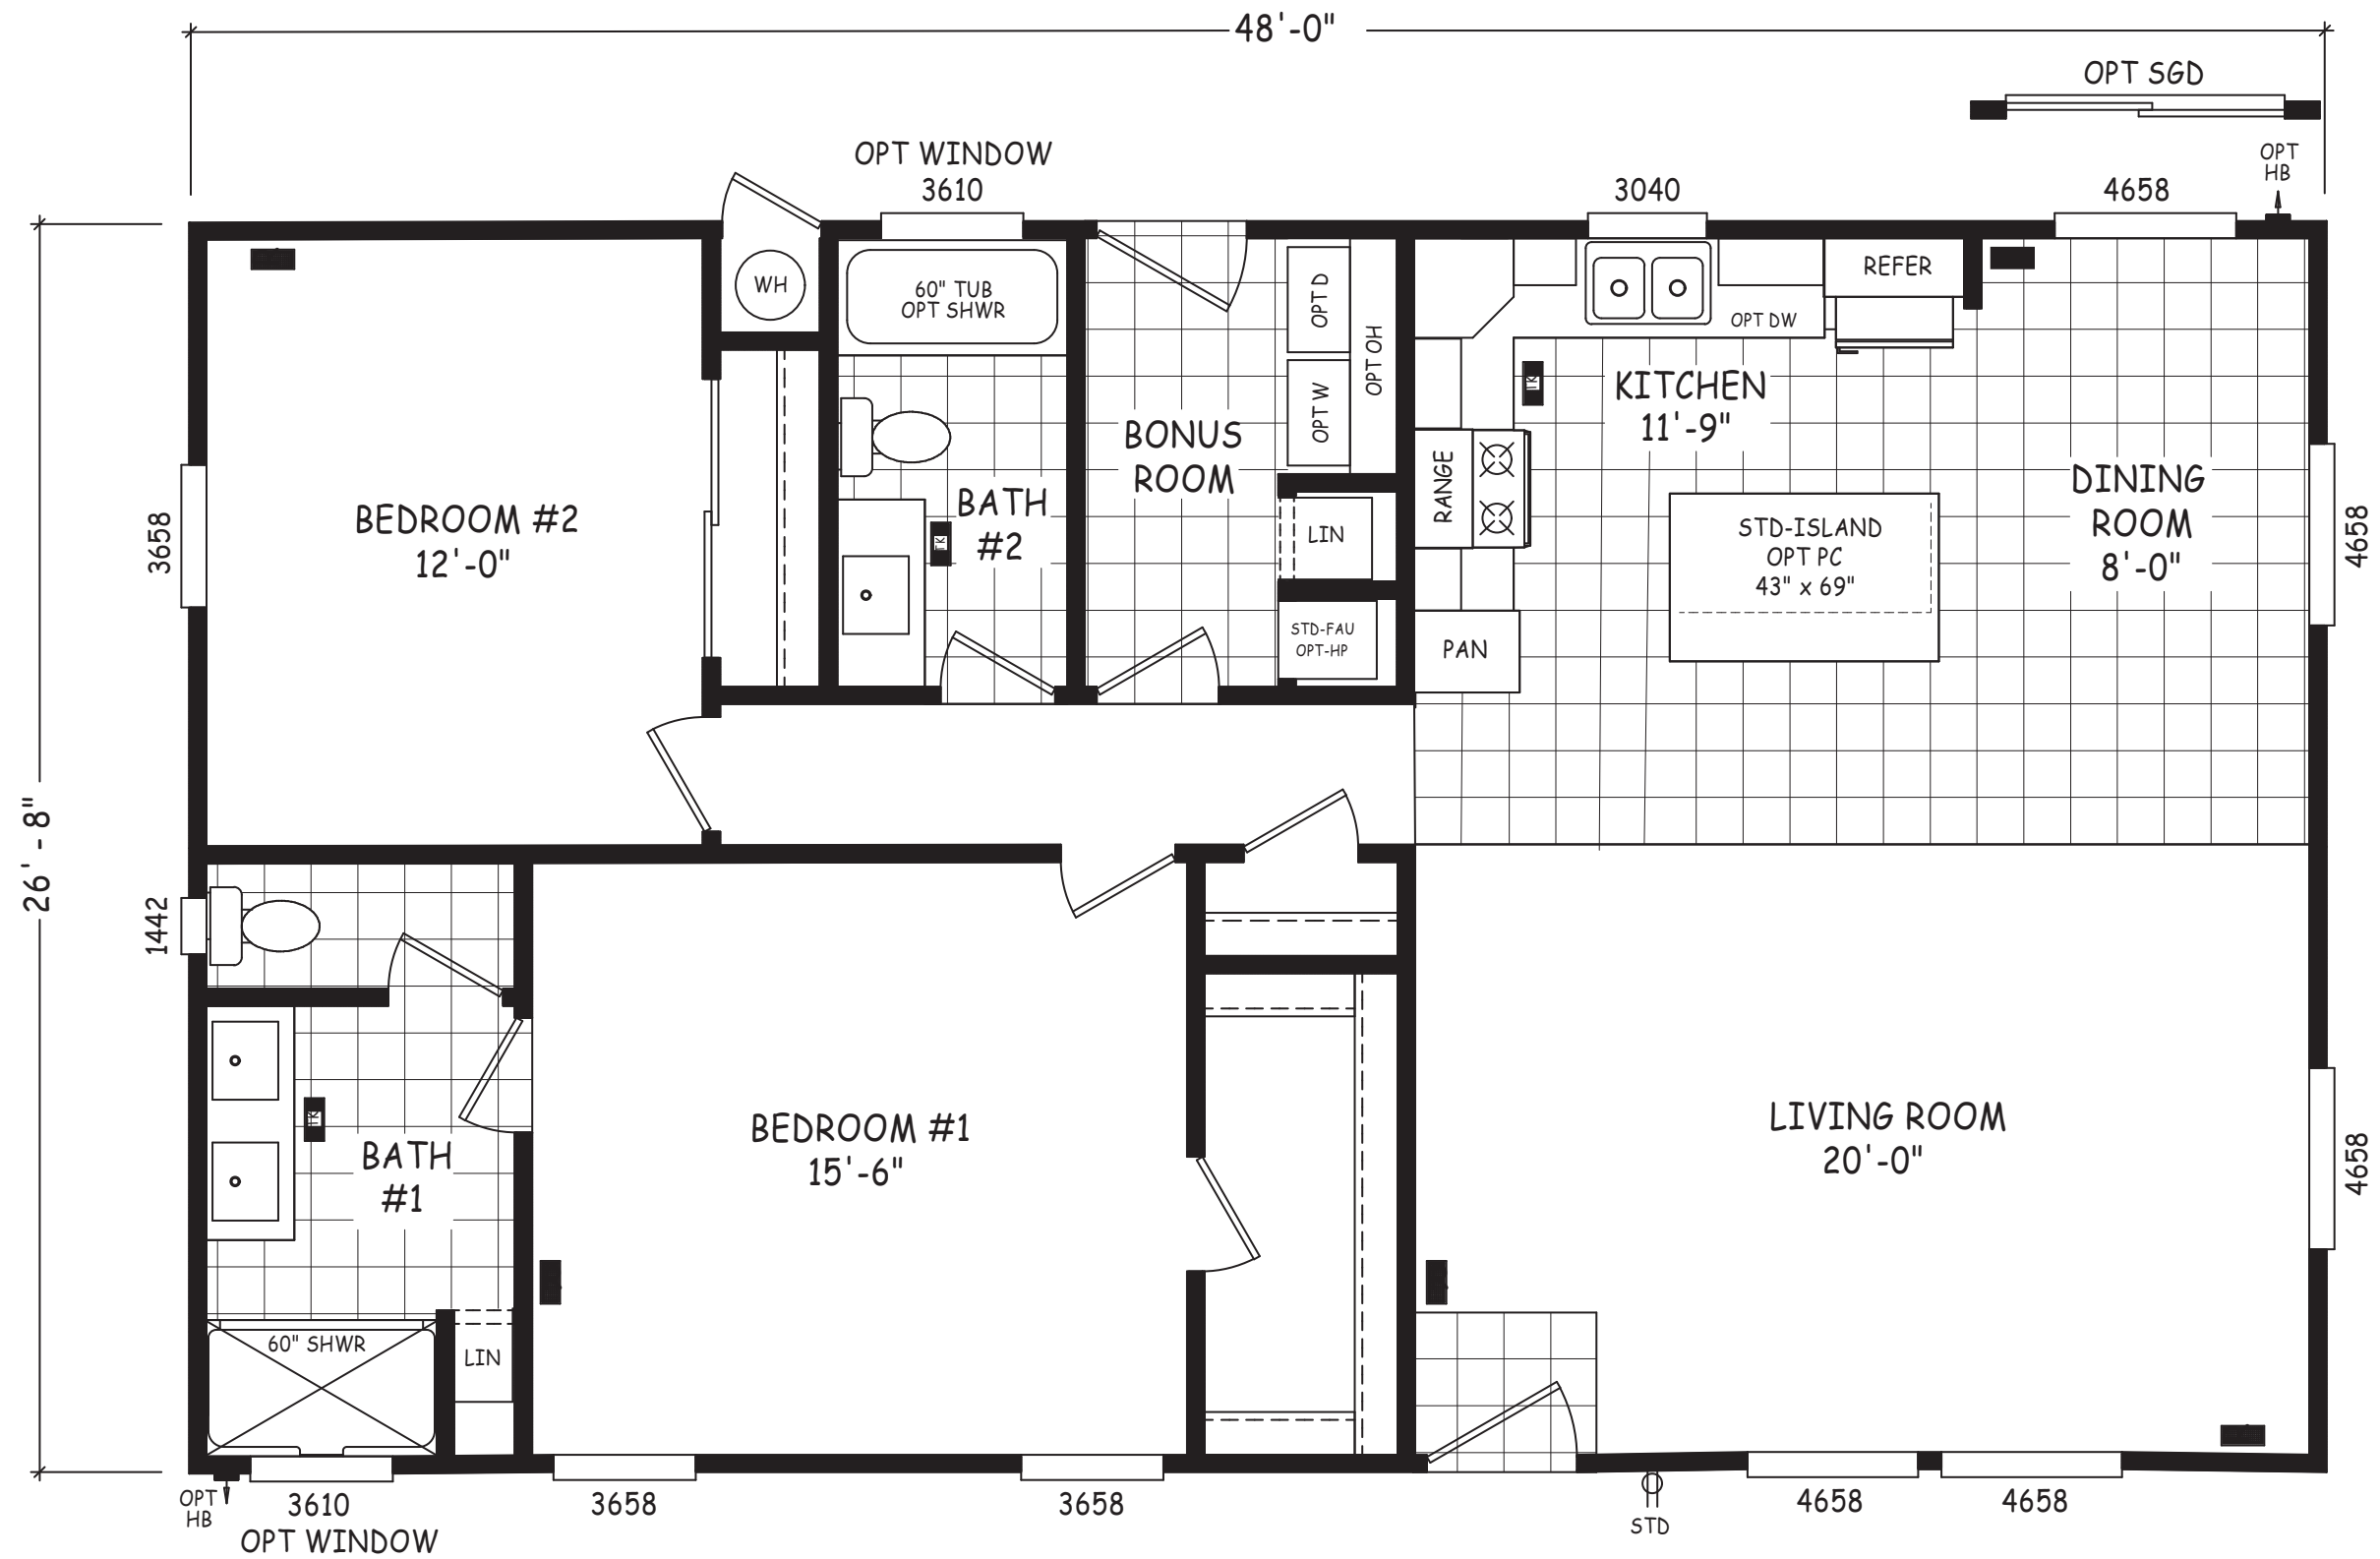 48'-0"
OPT SGD
OPT WINDOW
3610
3040
4658
OPT
HB
WH
60" TUB
OPT SHWR
OPT D
OPT OH
OPT W
REFER
OPT DW
TK
KITCHEN
11'-9"
BONUS
ROOM
RANGE
DINING
ROOM
8'-0"
BEDROOM #2
12'-0"
3658
BATH
#2
TK
LIN
STD-ISLAND
OPT PC
43" x 69"
4658
STD-FAU
OPT-HP
PAN
26' - 8"
1442
TK
BATH
#1
BEDROOM #1
15'-6"
LIVING ROOM
20'-0"
4658
60" SHWR
LIN
OPT
HB
3610
OPT WINDOW
3658
3658
STD
4658
4658